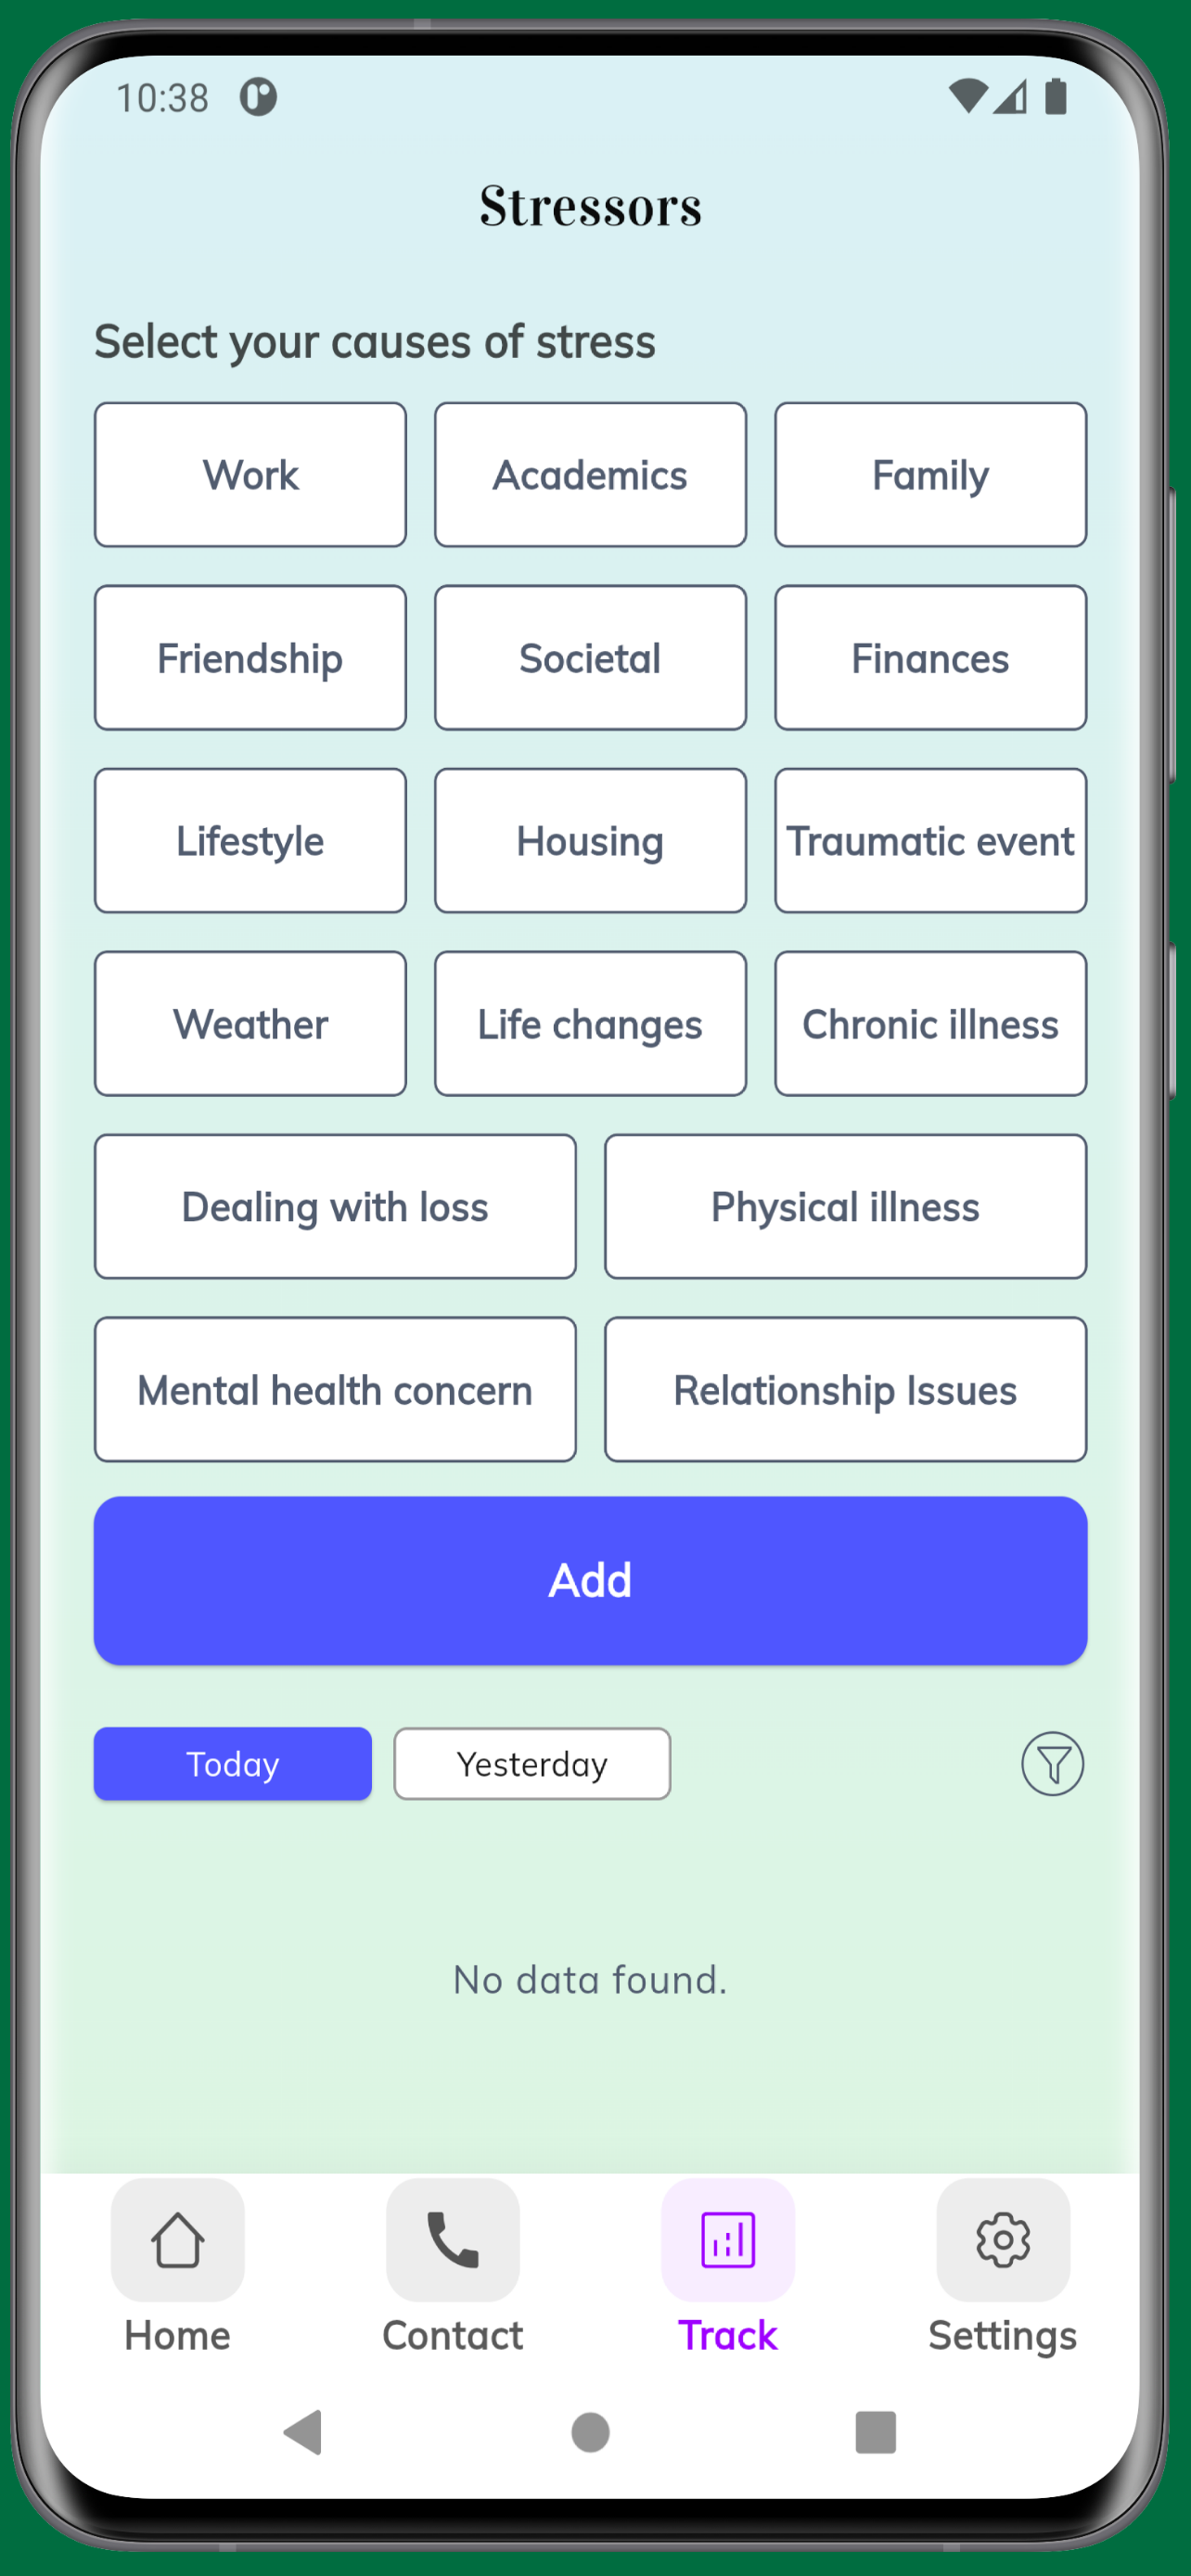 10:38
Stressors
Select your causes of stress
Work Academics Family
Friendship Societal Finances
Lifestyle Housing Traumatic event
Weather Life changes Chronic illness
Dealing with loss Physical illness
Mental health concern Relationship Issues
Add
Today Yesterday
No data found.
Home Contact Track Settings